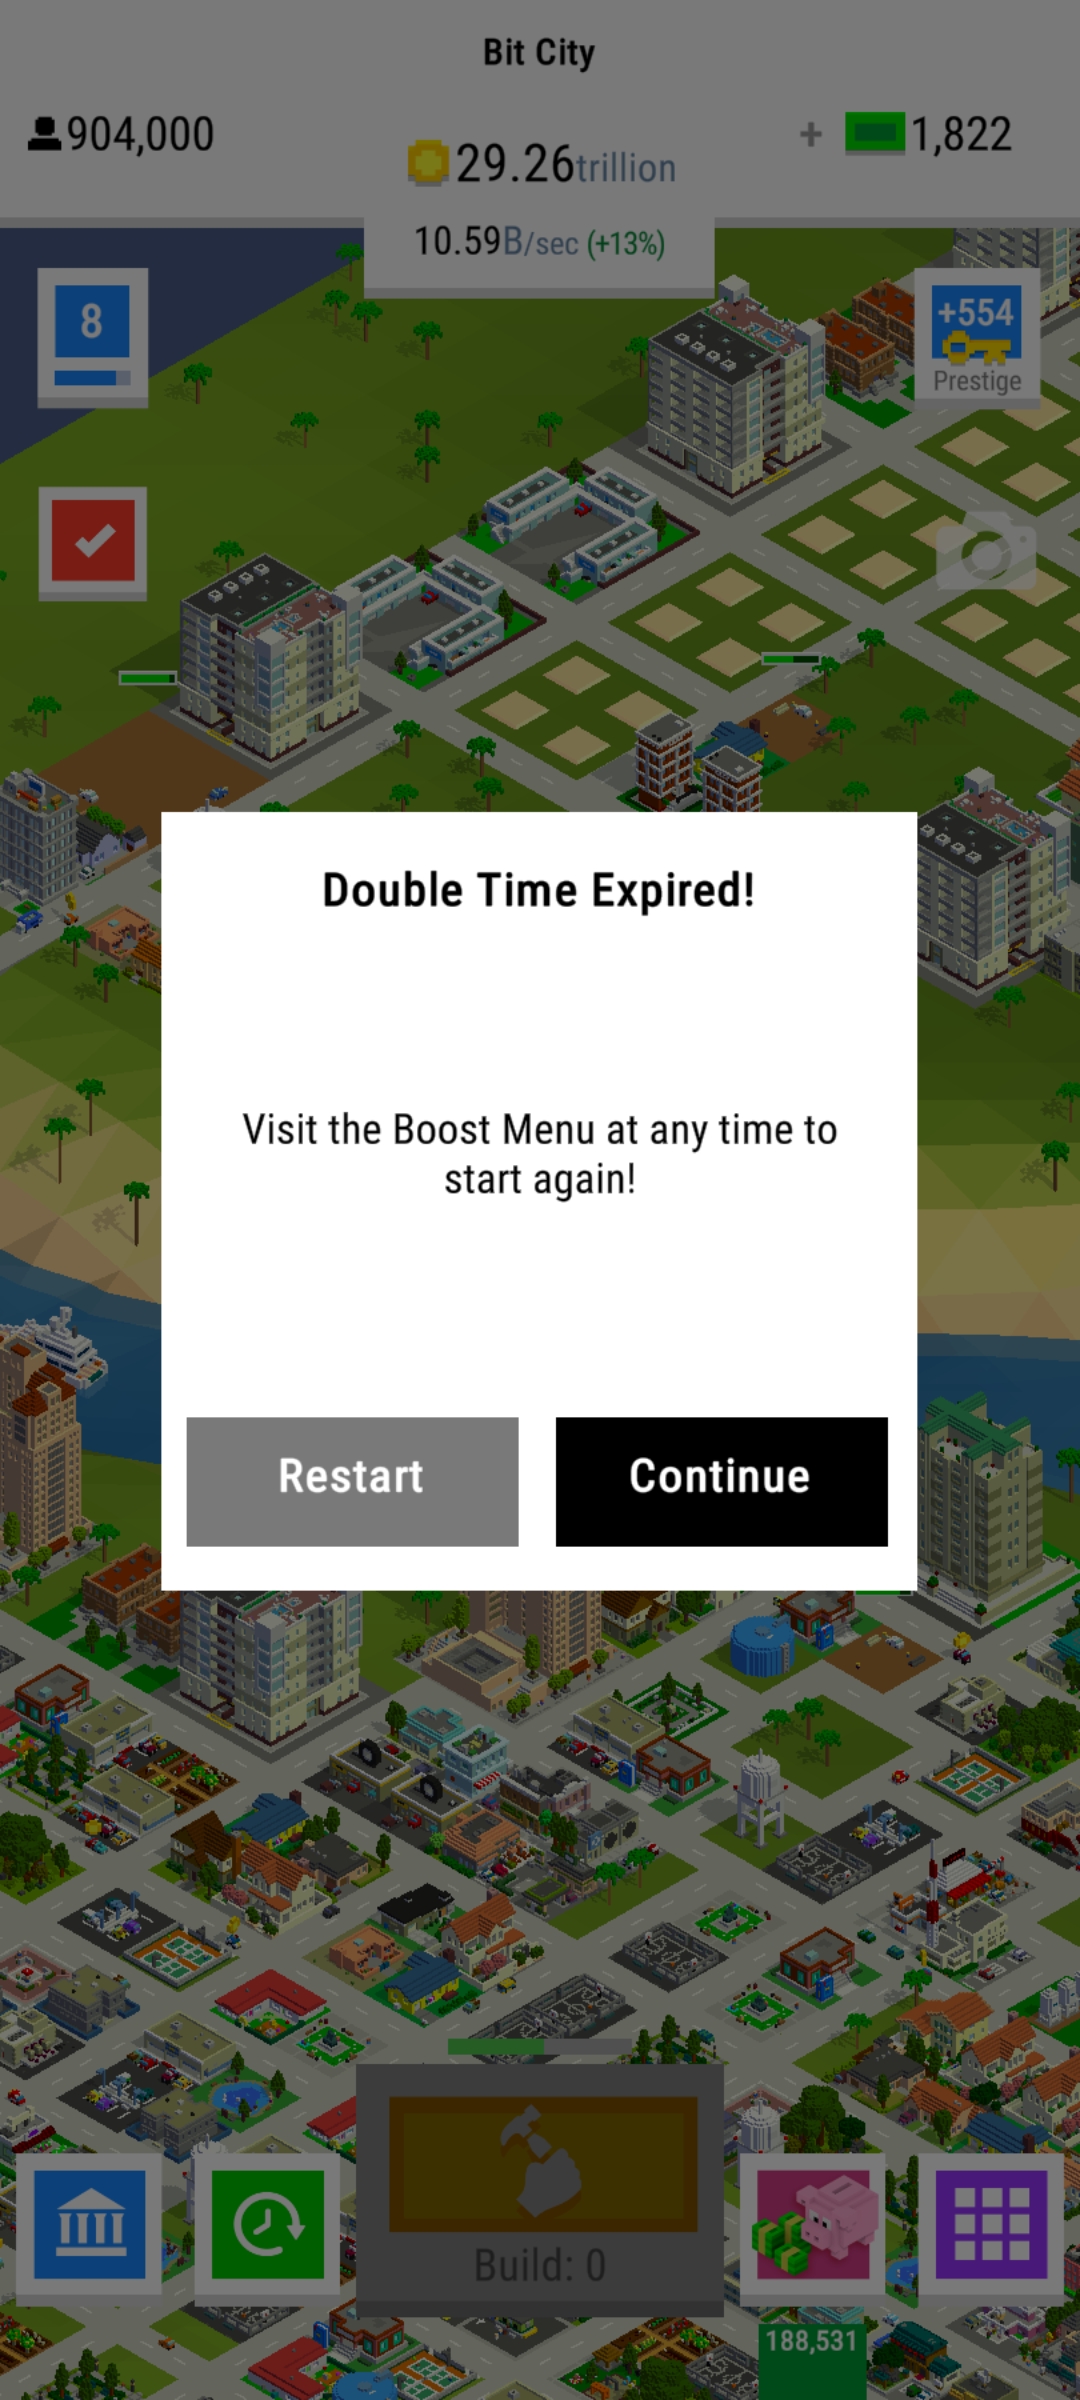 Bit City
904,000
29.26trillion
+ 1,822
10.59B/sec (+13%)
8
+554
Prestige
Double Time Expired!
Visit the Boost Menu at any time to
start again!
Restart
Continue
Build: 0
188,531